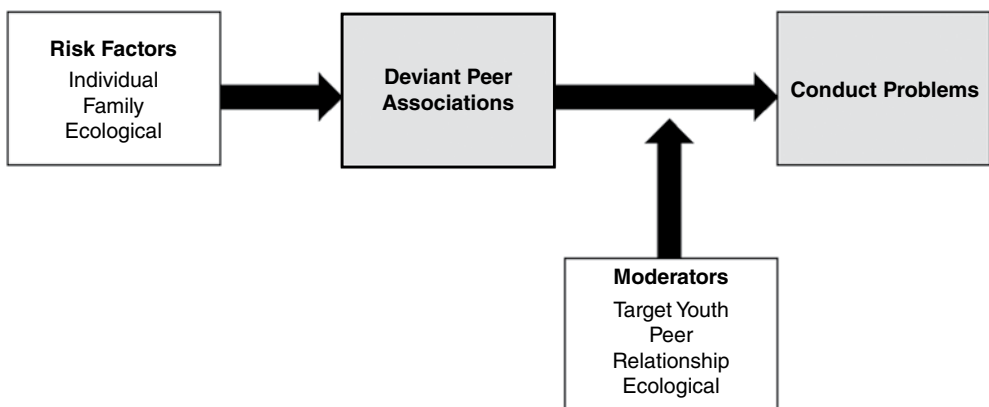 Risk Factors
Individual
Family
Ecological
Deviant Peer
Associations
Conduct Problems
Moderators
Target Youth
Peer
Relationship
Ecological